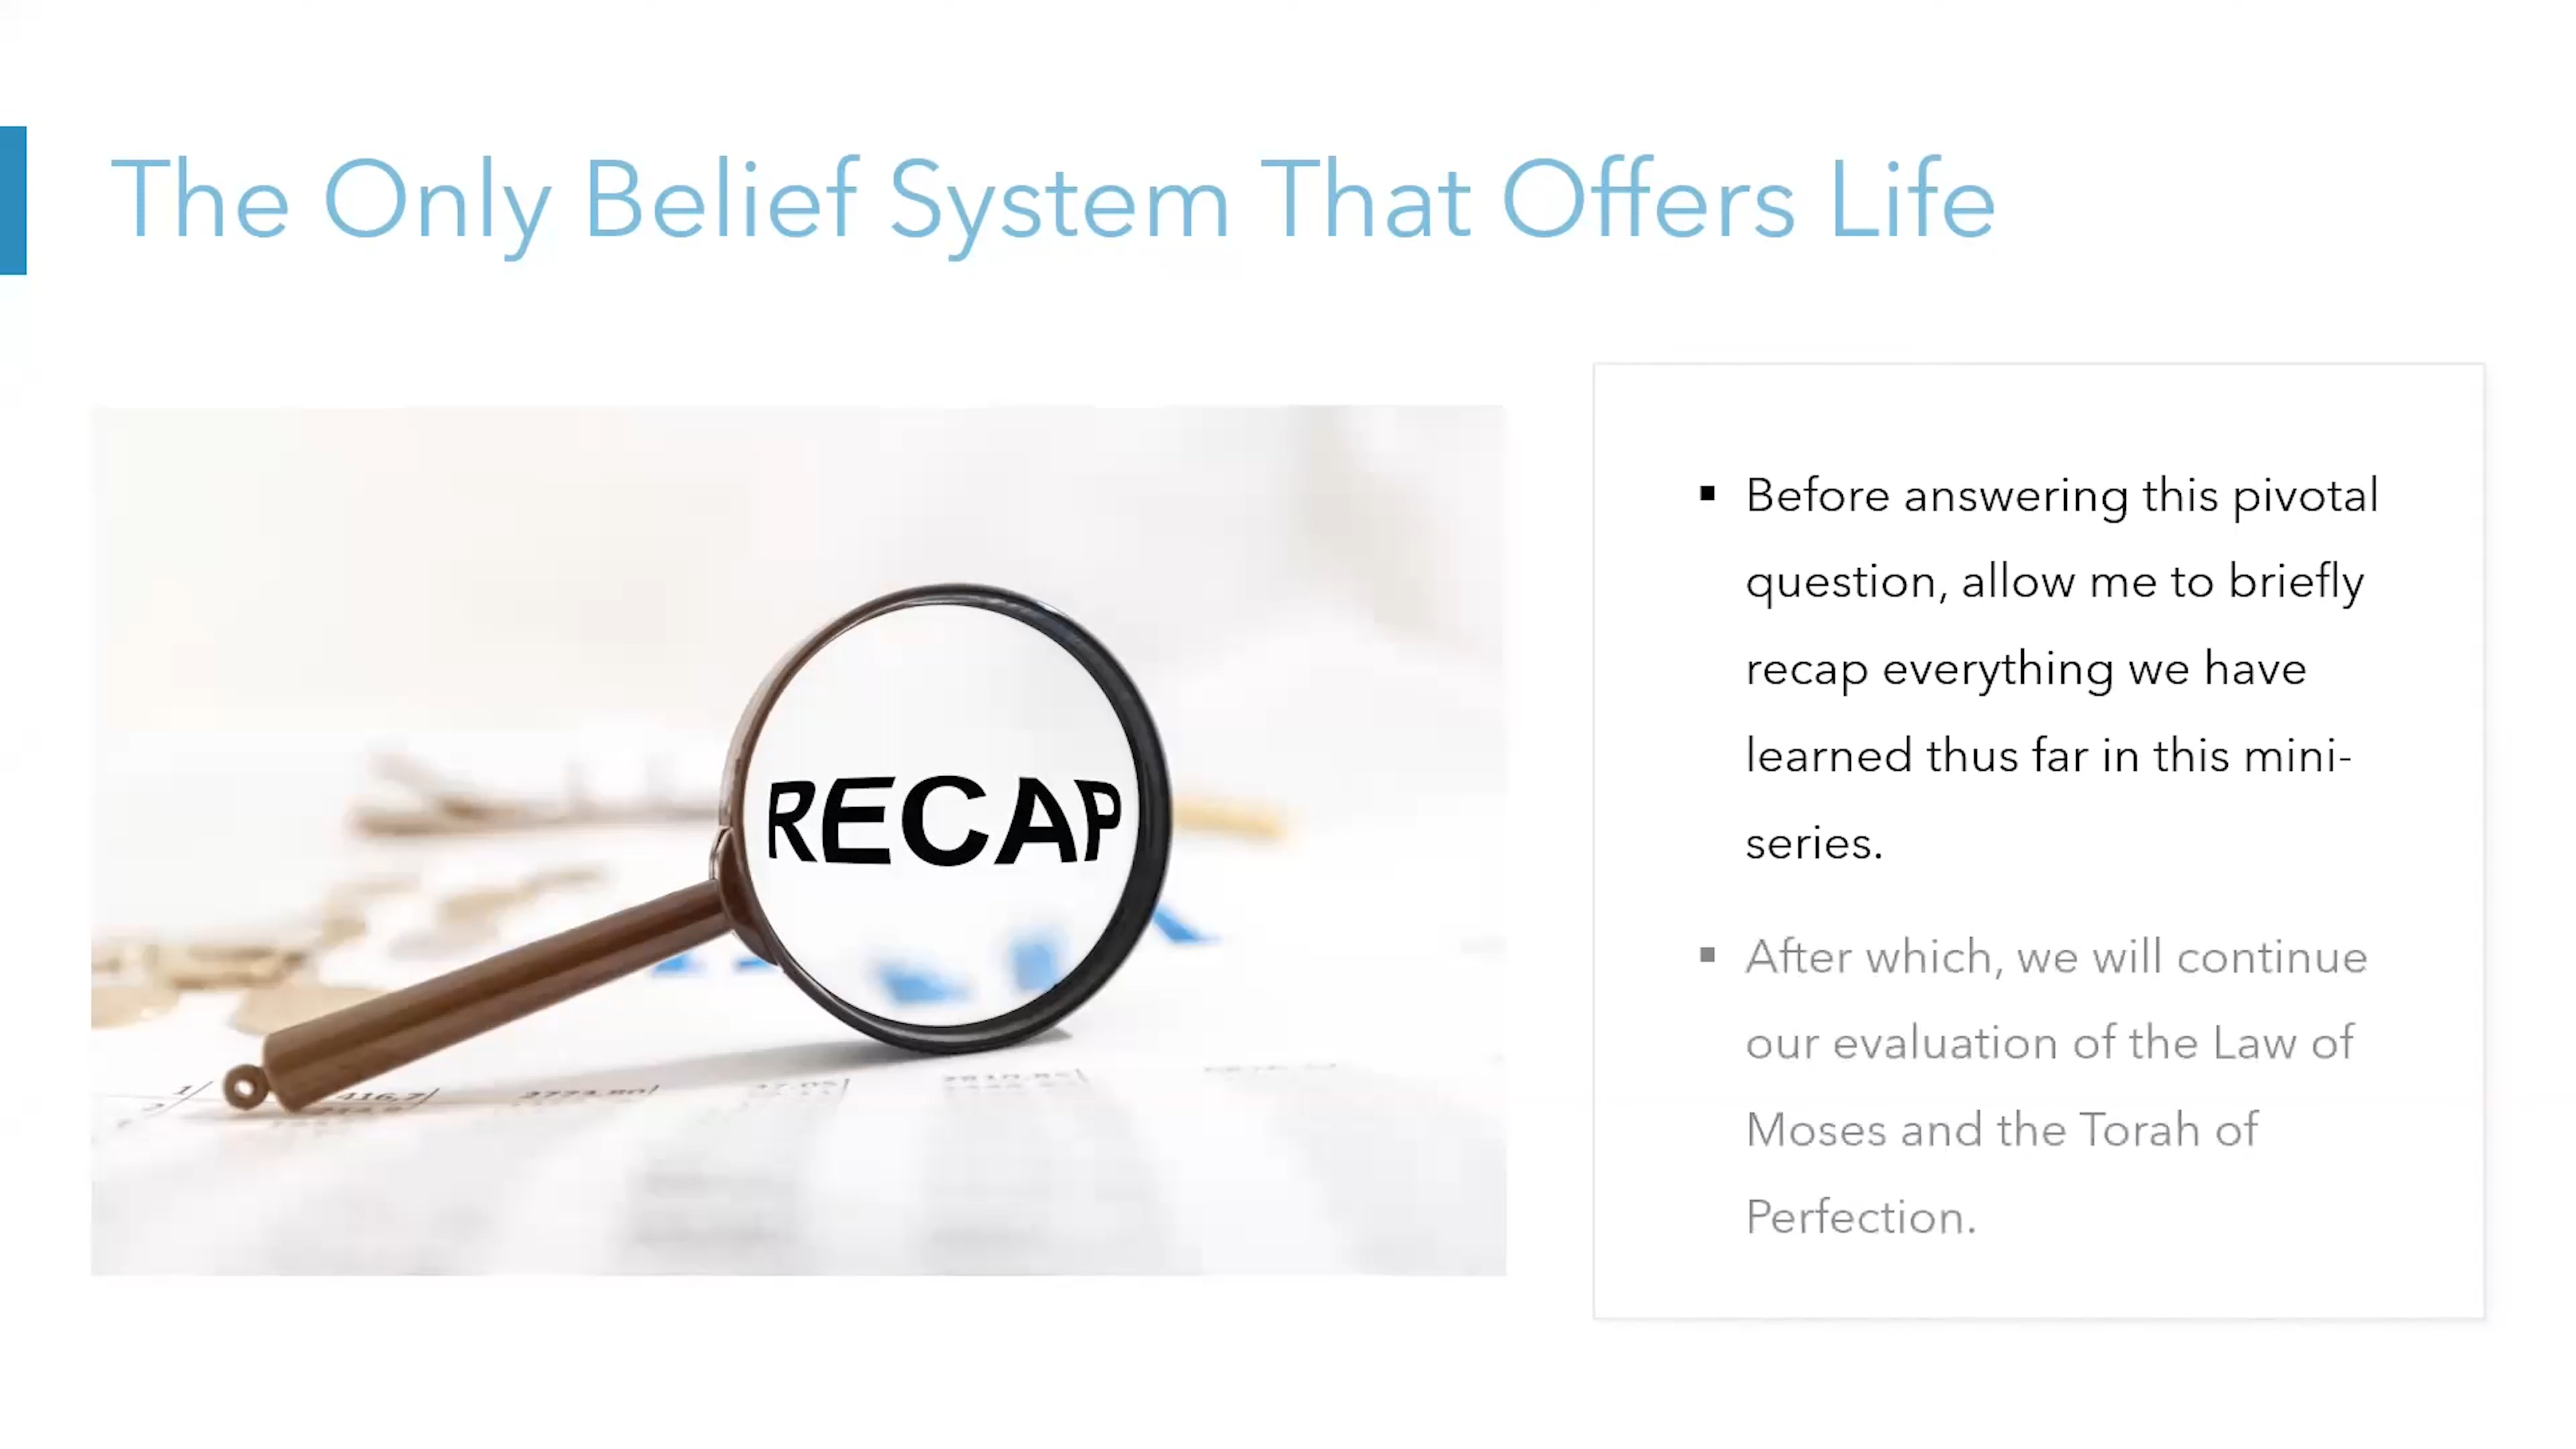 The Only Belief System That Offers Life
RECAP
▪ Before answering this pivotal
question, allow me to briefly
recap everything we have
learned thus far in this mini-
series.
▪ After which, we will continue
our evaluation of the Law of
Moses and the Torah of
Perfection.